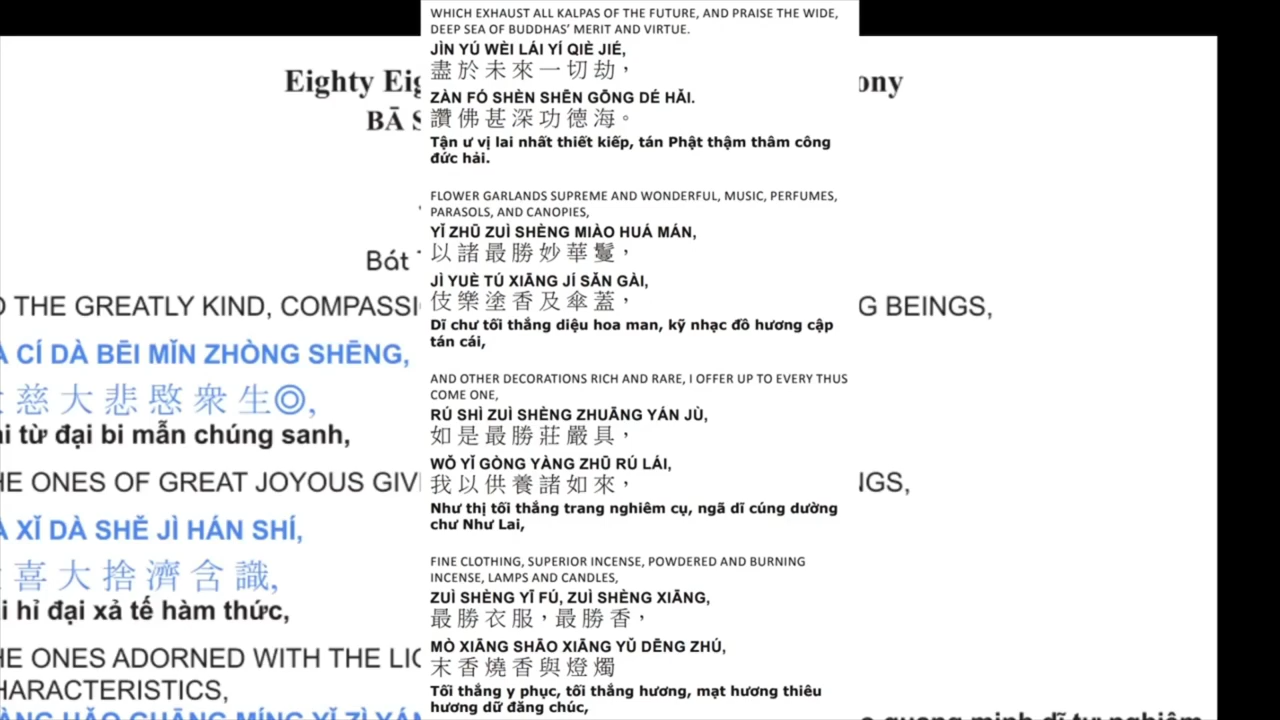 WHICH EXHAUST ALL KALPAS OF THE FUTURE, AND PRAISE THE WIDE,
DEEP SEA OF BUDDHAS’ MERIT AND VIRTUE.
JÌN YÚ WÈI LÁI YÍ QIÈ JIÉ,
盡於未來一切劫，
ZÀN FÓ SHÈN SHĒN GŌNG DÉ HǍI.
讚佛甚深功德海。
Tận ư vị lai nhất thiết kiếp, tán Phật thậm thâm công
đức hải.
FLOWER GARLANDS SUPREME AND WONDERFUL, MUSIC, PERFUMES,
PARASOLS, AND CANOPIES,
YǏ ZHŪ ZUÌ SHÈNG MIÀO HUÁ MÁN,
以諸最勝妙華鬘，
JÌ YUÈ TÚ XIĀNG JÍ SǍN GÀI,
伎樂塗香及傘蓋，
Dĩ chư tối thắng diệu hoa man, kỹ nhạc đồ hương cập
tán cái,
AND OTHER DECORATIONS RICH AND RARE, I OFFER UP TO EVERY THUS
COME ONE,
RÚ SHÌ ZUÌ SHÈNG ZHUĀNG YÁN JÙ,
如是最勝莊嚴具，
WǑ YǏ GÒNG YÀNG ZHŪ RÚ LÁI,
我以供養諸如來，
Như thị tối thắng trang nghiêm cụ, ngã dĩ cúng dường
chư Như Lai,
FINE CLOTHING, SUPERIOR INCENSE, POWDERED AND BURNING
INCENSE, LAMPS AND CANDLES,
ZUÌ SHÈNG YĪ FÚ, ZUÌ SHÈNG XIĀNG,
最勝衣服，最勝香，
MÒ XIĀNG SHĀO XIĀNG YǓ DĒNG ZHÚ,
末香燒香與燈燭
Tối thắng y phục, tối thắng hương, mạt hương thiêu
hương dữ đăng chúc,
Eighty
BĀ
Bát
THE GREATLY KIND, BEINGS,
CÍ DÀ BĒI MǏN ZHÒNG SHĒNG,
慈大悲愍衆生◎,
từ đại bi mẫn chúng sanh,
ONES OF GREAT JOYOUS
XǏ DÀ SHĚ JÌ HÁN SHÍ,
喜大捨濟含識,
hỉ đại xả tế hàm thức,
ONES ADORNED WITH THE
HǍO GUĀNG MÍNG YǏ ZÌ
quang minh dĩ tự nghiêm